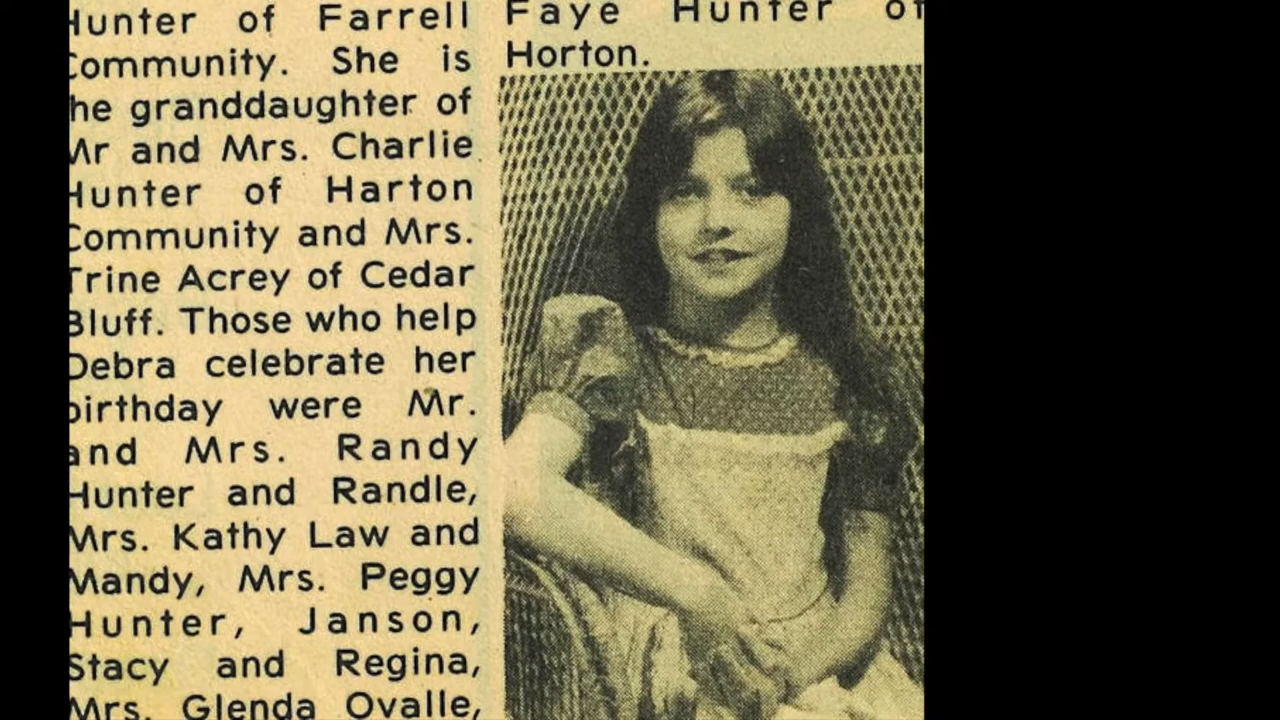 Hunter of Farrell
Community. She is
the granddaughter of
Mr and Mrs. Charlie
Hunter of Harton
Community and Mrs.
Trine Acrey of Cedar
Bluff. Those who help
Debra celebrate her
birthday were Mr.
and Mrs. Randy
Hunter and Randle,
Mrs. Kathy Law and
Mandy, Mrs. Peggy
Hunter, Janson,
Stacy and Regina,
Mrs. Glenda Ovalle,
Faye Hunter of
Horton.